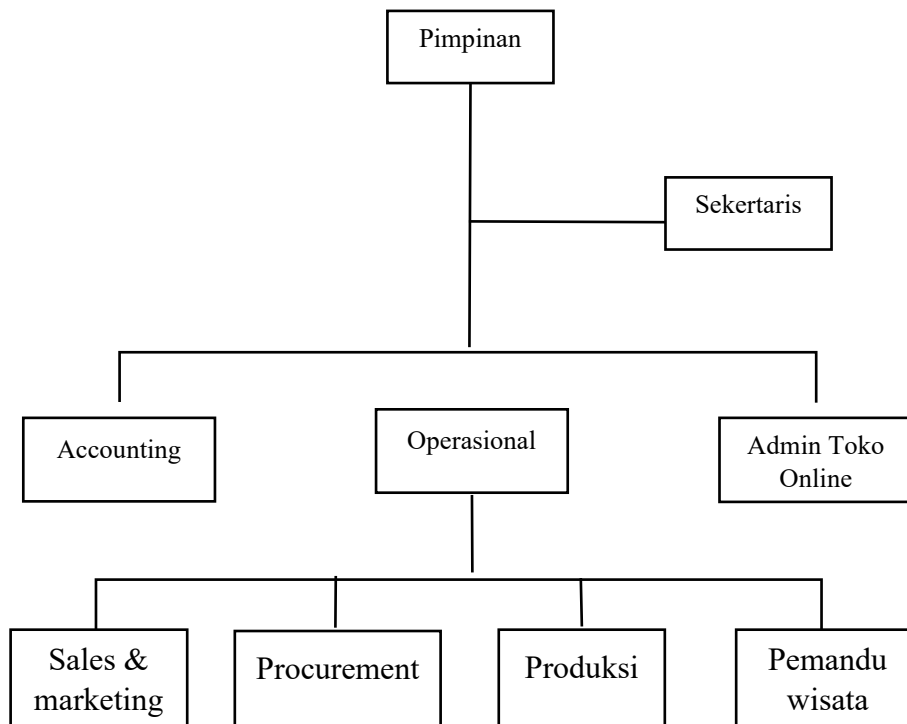 Pimpinan
Sekertaris
Accounting
Operasional
Admin Toko
Online
Sales &
marketing
Procurement
Produksi
Pemandu
wisata